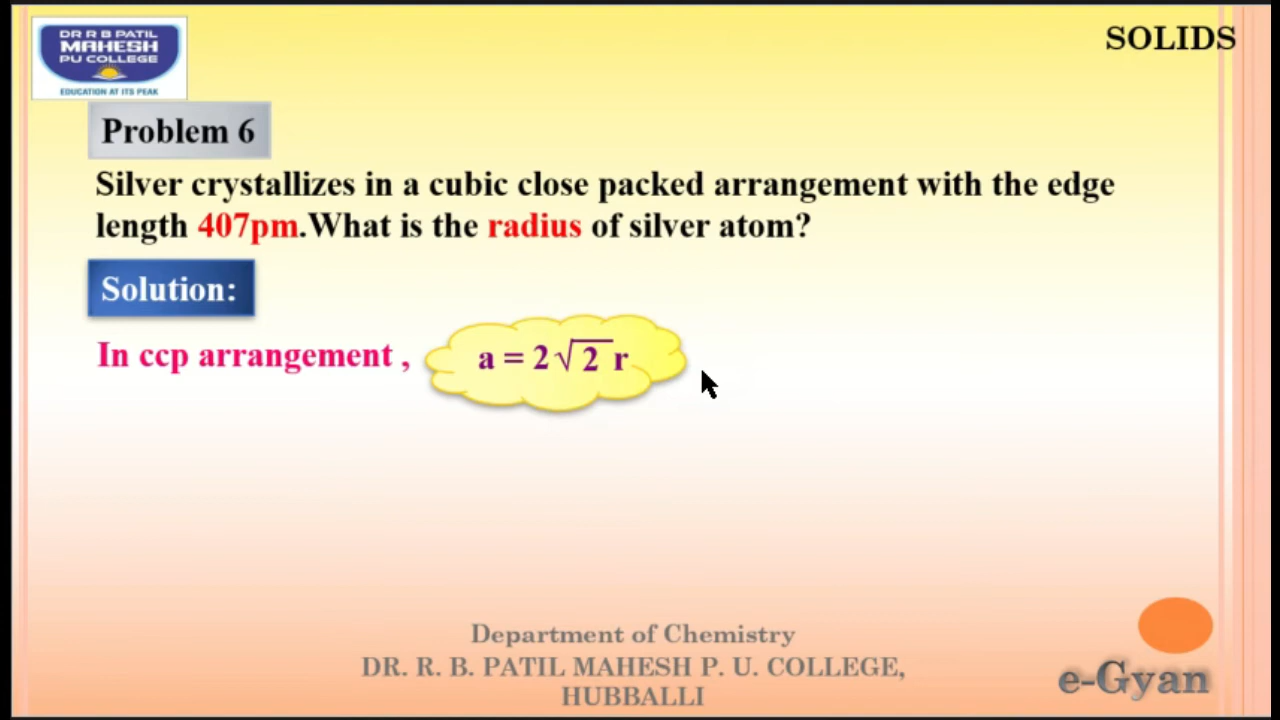 DR R B PATIL
MAHESH
PU COLLEGE
EDUCATION AT ITS PEAK
SOLIDS
Problem 6
Silver crystallizes in a cubic close packed arrangement with the edge
length 407pm.What is the radius of silver atom?
Solution:
In ccp arrangement , a = 2√2 r
Department of Chemistry
DR. R. B. PATIL MAHESH P. U. COLLEGE,
HUBBALLI
e-Gyan